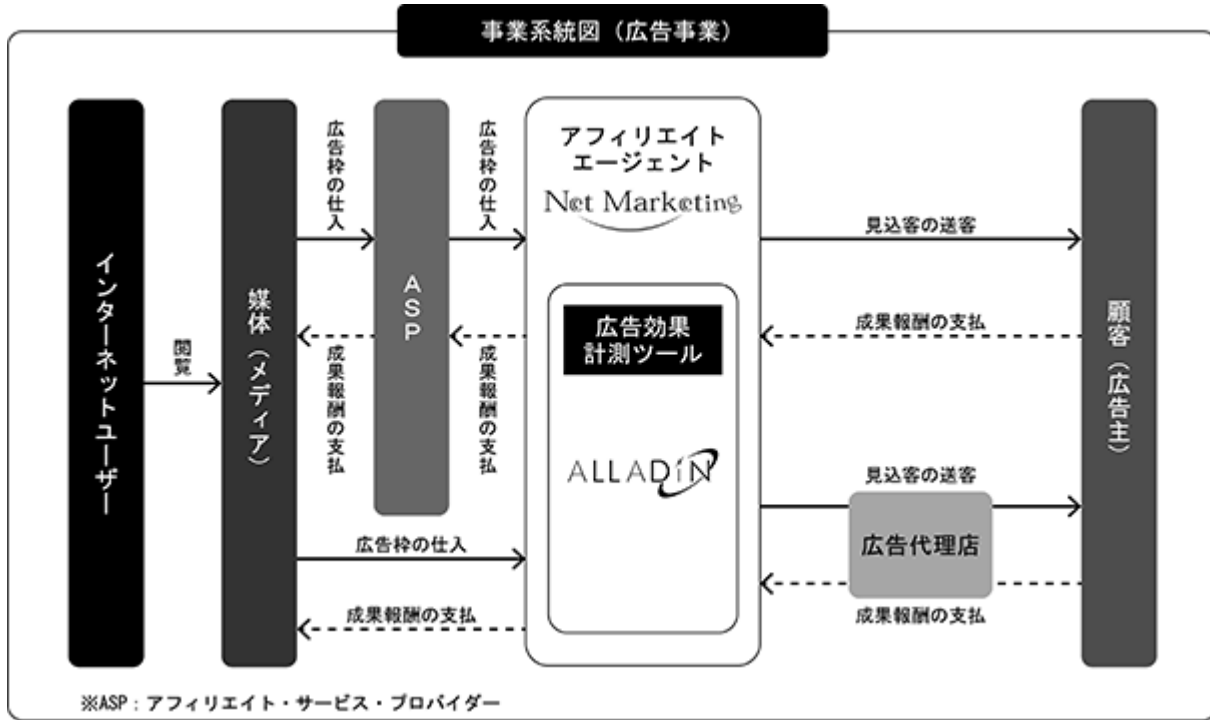 事業系統図（広告事業）
インターネットユーザー
閲覧
媒体（メディア）
広告枠の仕入
成果報酬の支払
ASP
広告枠の仕入
成果報酬の支払
広告枠の仕入
成果報酬の支払
アフィリエイト
エージェント
Net Marketing
広告効果
計測ツール
ALLADiN
見込客の送客
成果報酬の支払
見込客の送客
広告代理店
成果報酬の支払
顧客（広告主）
※ASP：アフィリエイト・サービス・プロバイダー